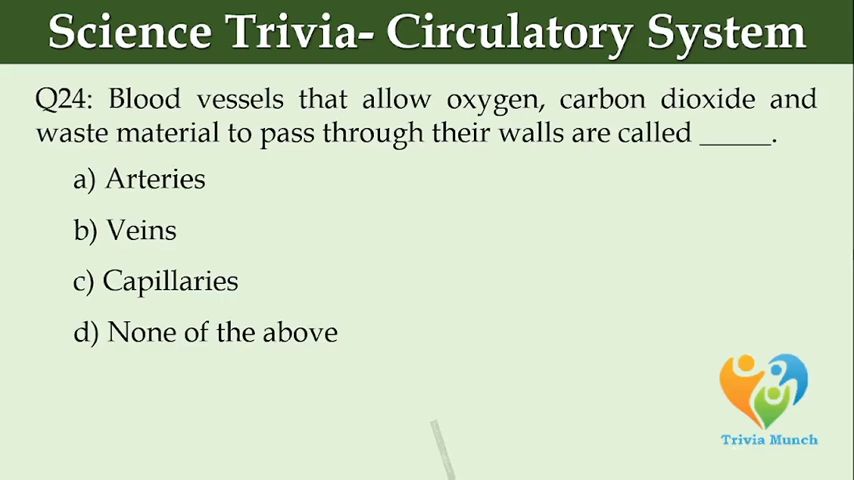 Science Trivia- Circulatory System
Q24: Blood vessels that allow oxygen, carbon dioxide and
waste material to pass through their walls are called _____.
a) Arteries
b) Veins
c) Capillaries
d) None of the above
Trivia Munch